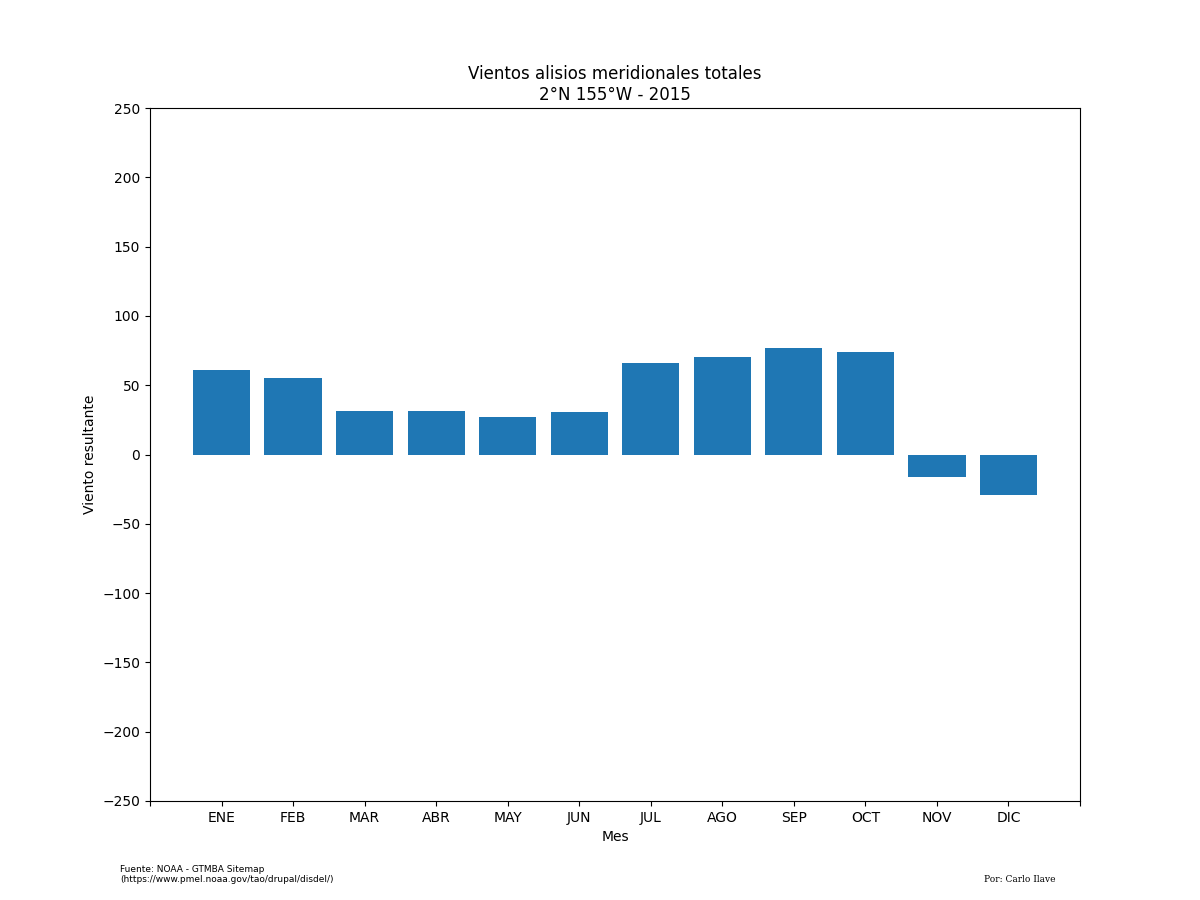 Vientos alisios meridionales totales
2°N 155°W - 2015
250
200
150
100
50
0
−50
−100
−150
−200
−250
Viento resultante
ENE FEB MAR ABR MAY JUN JUL AGO SEP OCT NOV DIC
Mes
Fuente: NOAA - GTMBA Sitemap
(https://www.pmel.noaa.gov/tao/drupal/disdel/)
Por: Carlo Ilave